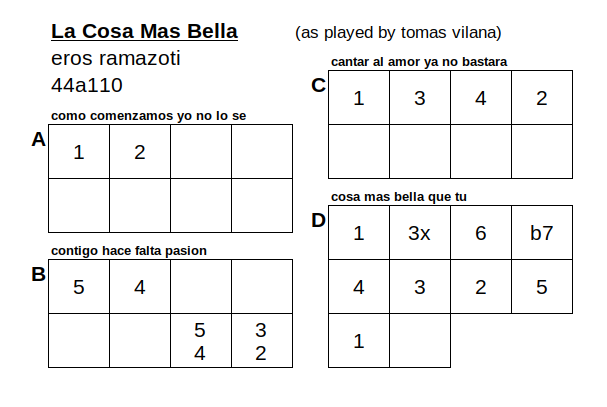 La Cosa Mas Bella
(as played by tomas vilana)
eros ramazoti
44a110
como comenzamos yo no lo se
A
1 2
contigo hace falta pasion
B
5 4
5 3
4 2
cantar al amor ya no bastara
C
1 3 4 2
cosa mas bella que tu
D
1 3x 6 b7
4 3 2 5
1